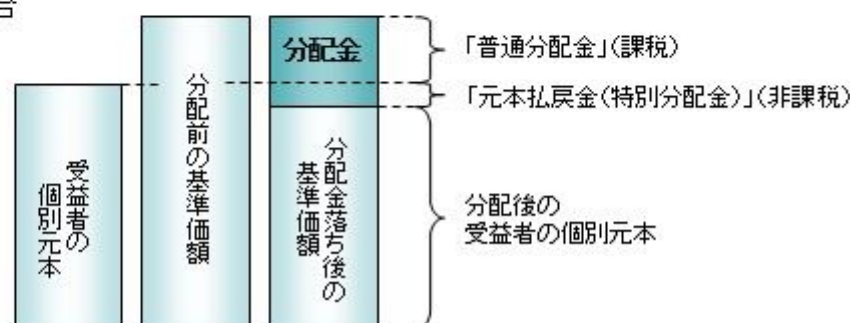 合
分配金
「普通分配金」(課税)
「元本払戻金(特別分配金)」(非課税)
受益者の
個別元本
分配前の基準価額
分配金落ち後の
基準価額
分配後の
受益者の個別元本